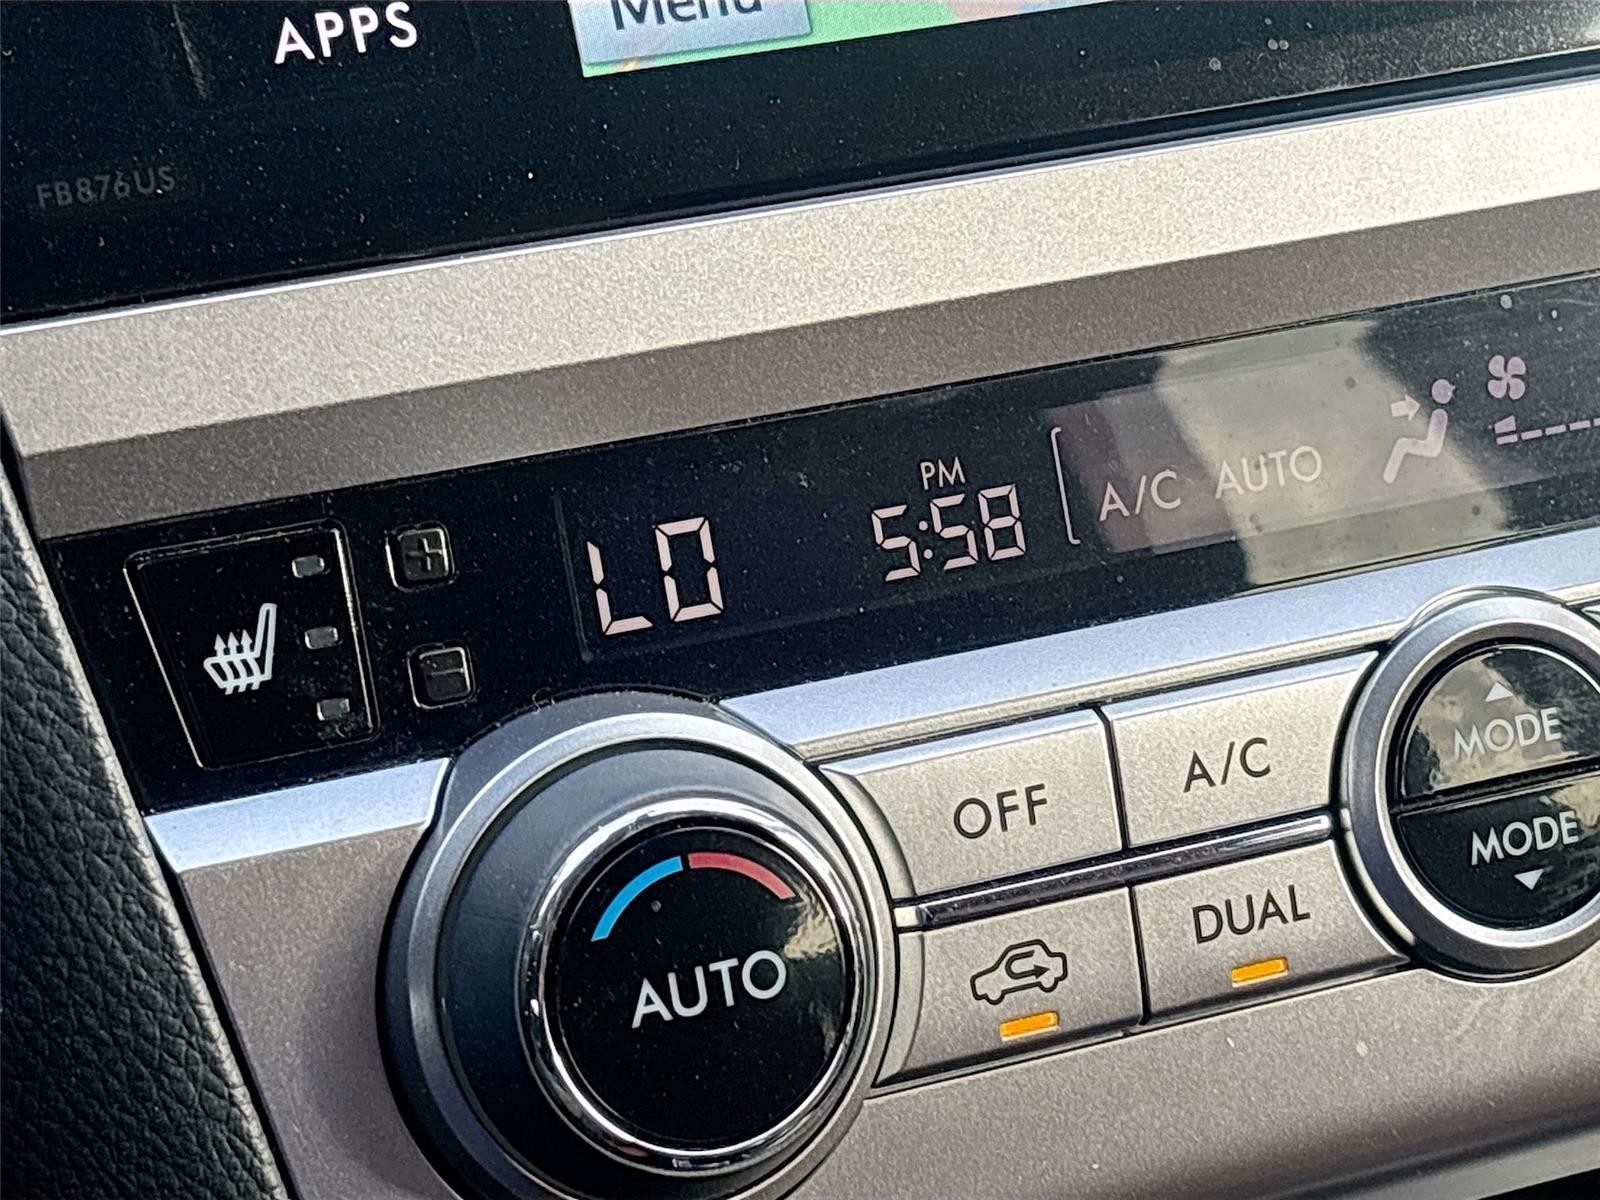 APPS
Menu
FB876US
PM
LO 5:58 A/C AUTO
OFF A/C
MODE
MODE
AUTO
DUAL